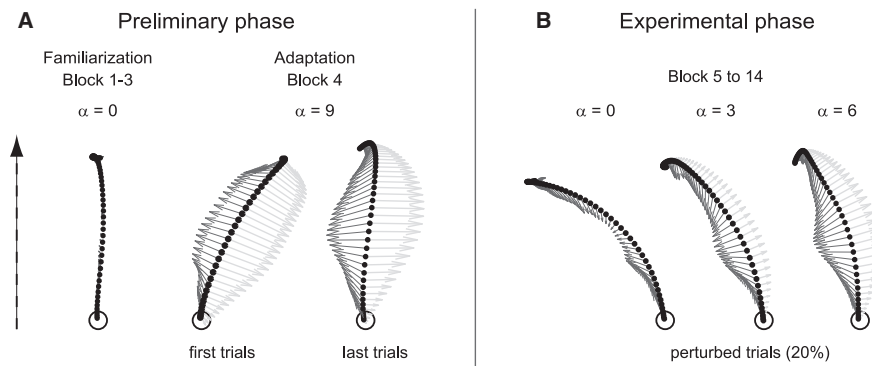 A Preliminary phase
Familiarization
Block 1-3
α = 0
Adaptation
Block 4
α = 9
first trials
last trials
B Experimental phase
Block 5 to 14
α = 0
α = 3
α = 6
perturbed trials (20%)